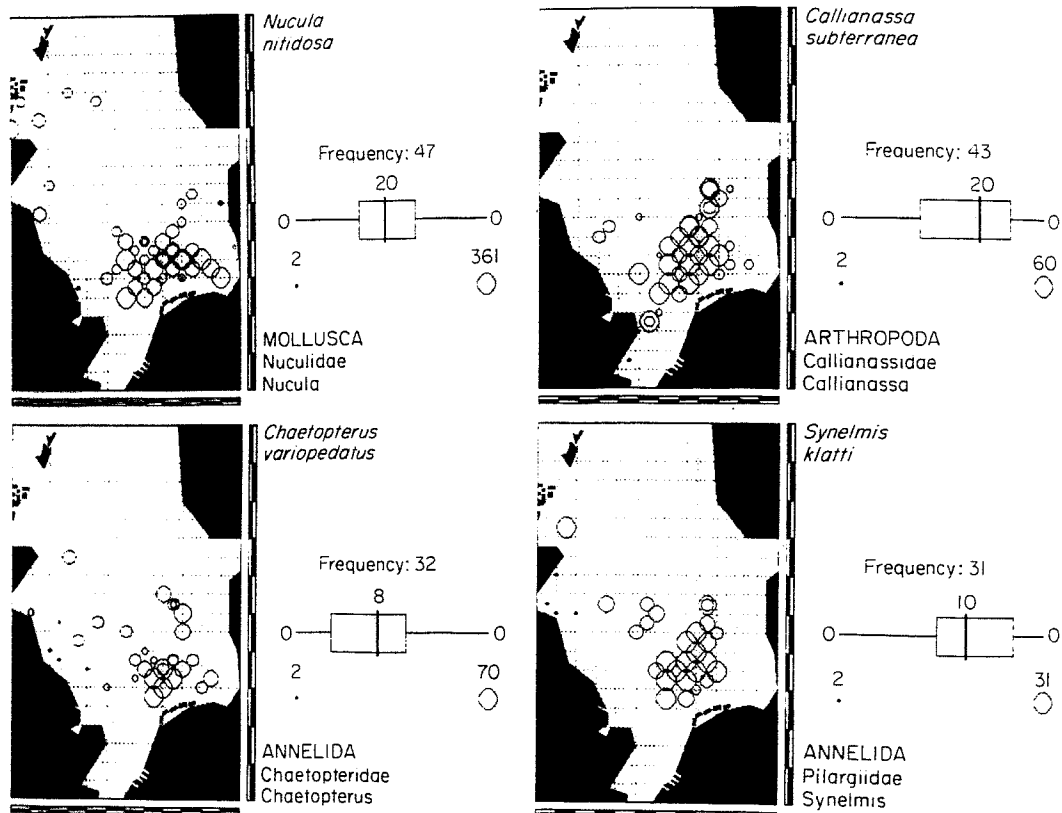 Nucula
nitidosa
Frequency: 47
20
0 0
2 361
MOLLUSCA
Nuculidae
Nucula
Callianassa
subterranea
Frequency: 43
20
0 0
2 60
ARTHROPODA
Callianassidae
Callianassa
Chaetopterus
variopedatus
Frequency: 32
8
0 0
2 70
ANNELIDA
Chaetopteridae
Chaetopterus
Synelmis
klatti
Frequency: 31
10
0 0
2 31
ANNELIDA
Pilargiidae
Synelmis